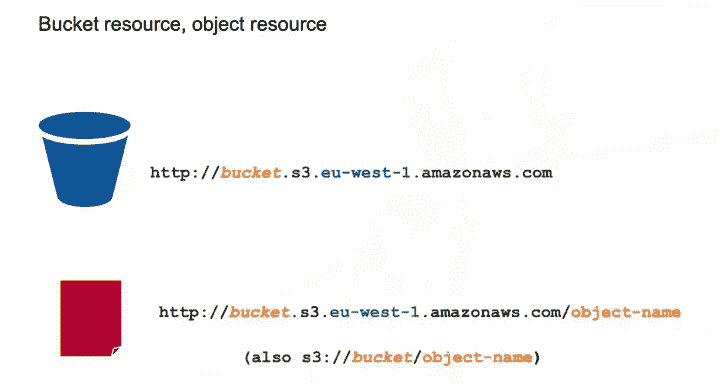 Bucket resource, object resource
http://bucket.s3.eu-west-1.amazonaws.com
http://bucket.s3.eu-west-1.amazonaws.com/object-name
(also s3://bucket/object-name)